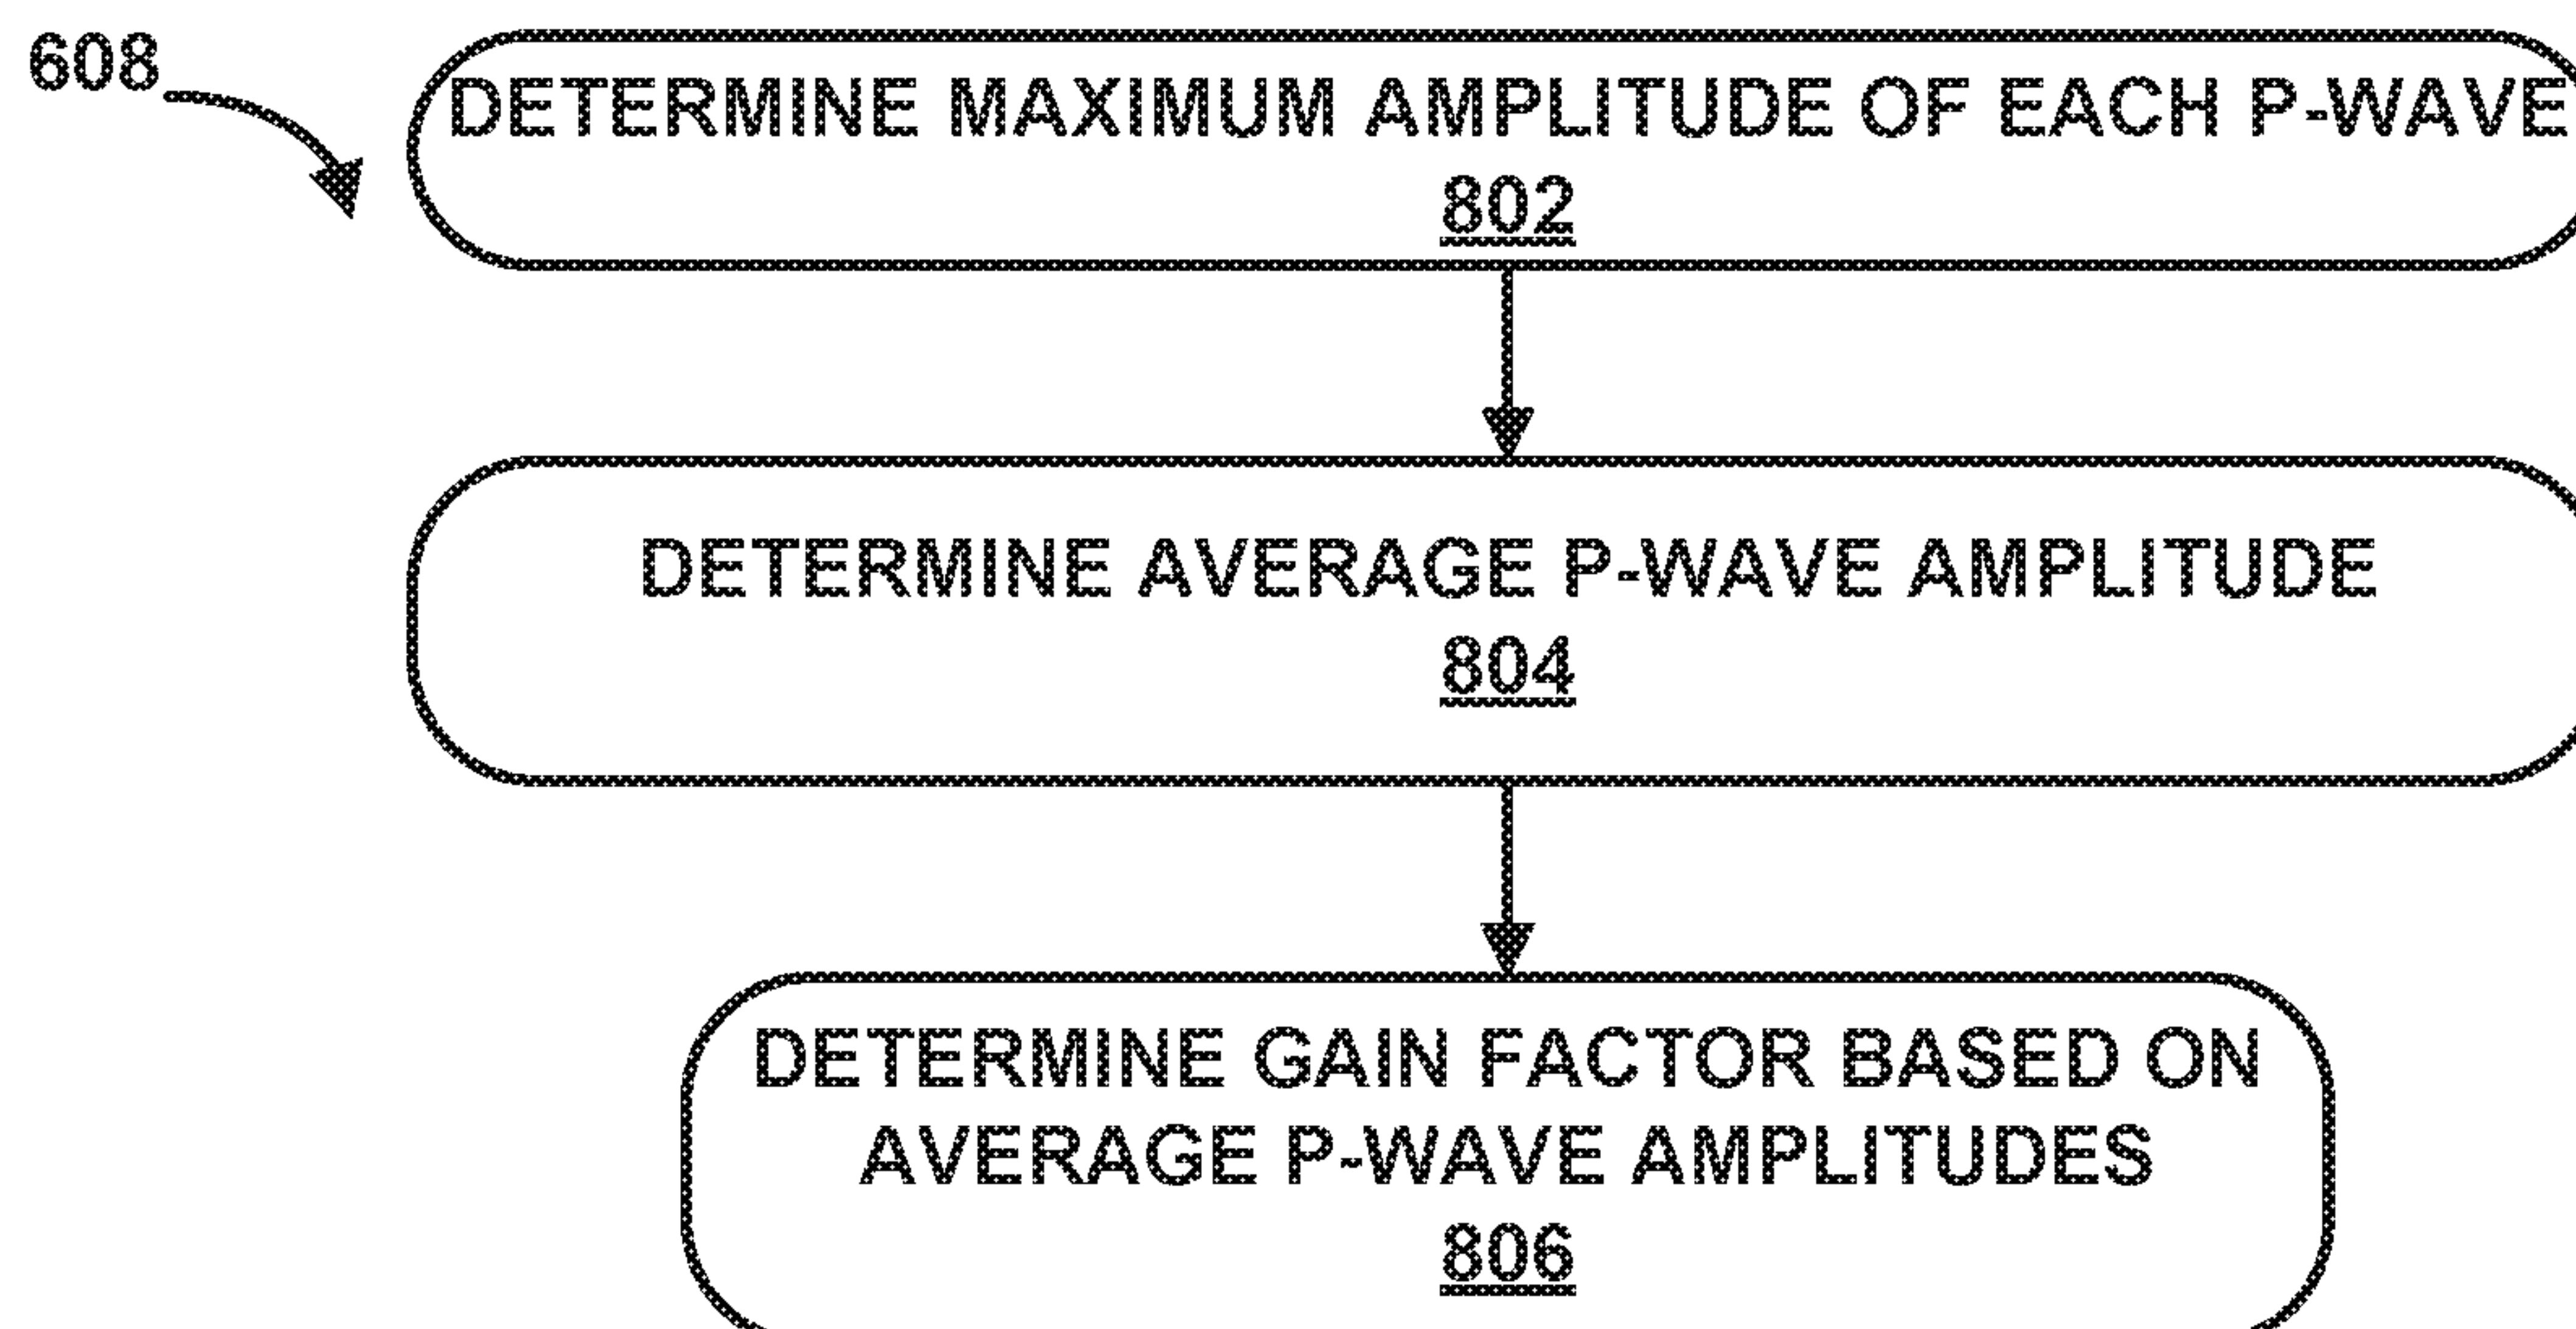 608
DETERMINE MAXIMUM AMPLITUDE OF EACH P-WAVE
802
DETERMINE AVERAGE P-WAVE AMPLITUDE
804
DETERMINE GAIN FACTOR BASED ON
AVERAGE P-WAVE AMPLITUDES
806